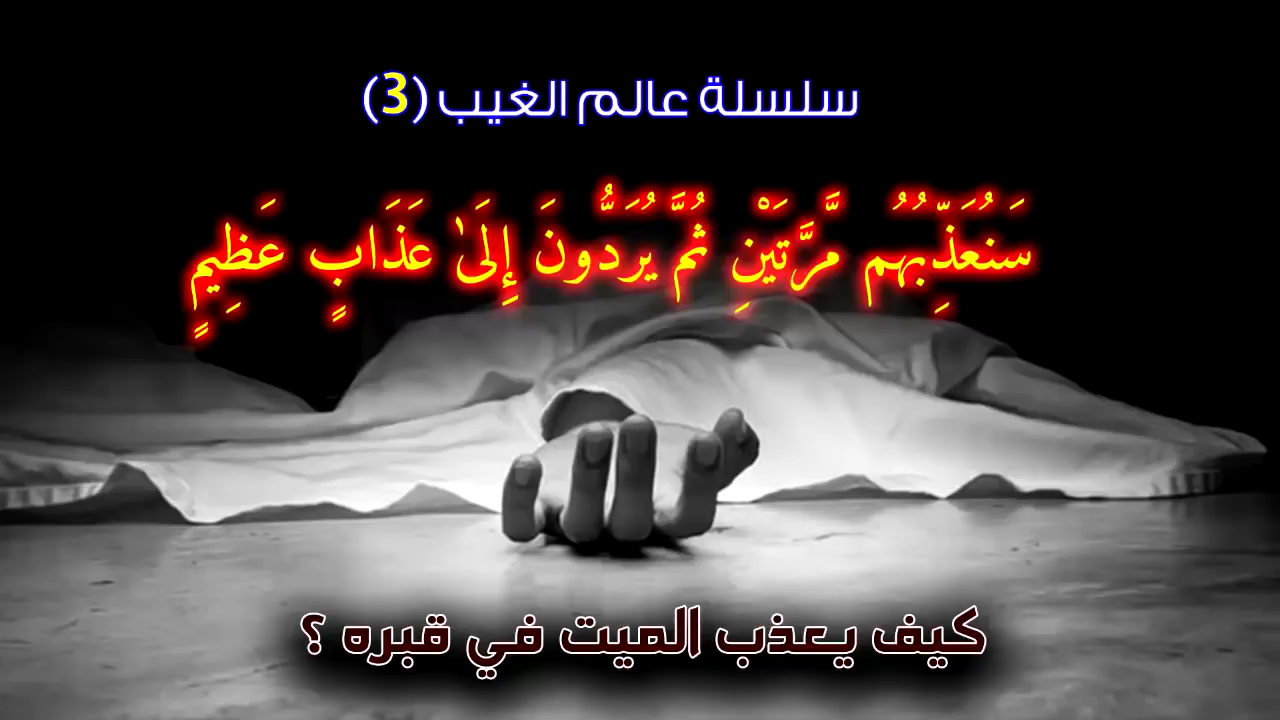 سلسلة عالم الغيب (3)
سَنُعَذِّبُهُم مَّرَّتَيْنِ ثُمَّ يُرَدُّونَ إِلَىٰ عَذَابٍ عَظِيمٍ
كيف يعذب الميت في قبره ؟